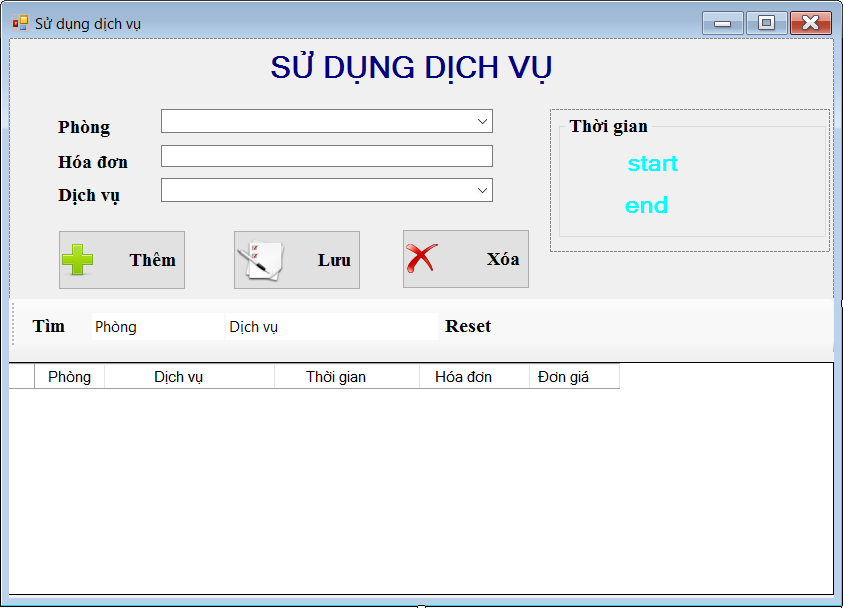 Sử dụng dịch vụ
SỬ DỤNG DỊCH VỤ
Phòng
Hóa đơn
Dịch vụ
Thời gian
start
end
Thêm Lưu Xóa
Tìm Phòng Dịch vụ Reset
Phòng Dịch vụ Thời gian Hóa đơn Đơn giá